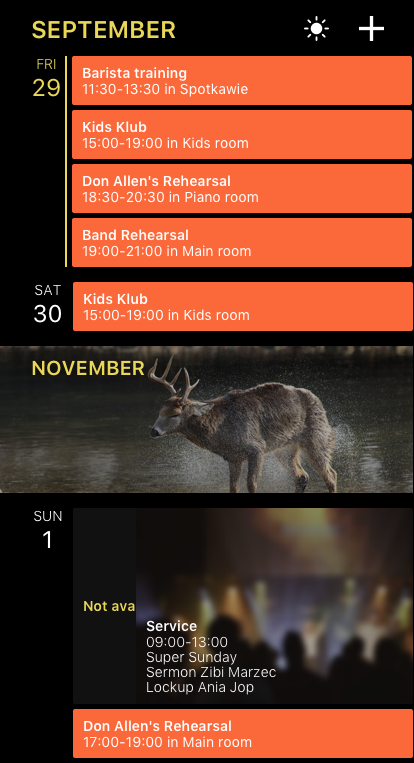 SEPTEMBER
FRI
29
Barista training
11:30-13:30 in Spotkawie
Kids Klub
15:00-19:00 in Kids room
Don Allen's Rehearsal
18:30-20:30 in Piano room
Band Rehearsal
19:00-21:00 in Main room
SAT
30
Kids Klub
15:00-19:00 in Kids room
NOVEMBER
SUN
1
Not ava
Service
09:00-13:00
Super Sunday
Sermon Zibi Marzec
Lockup Ania Jop
Don Allen's Rehearsal
17:00-19:00 in Main room